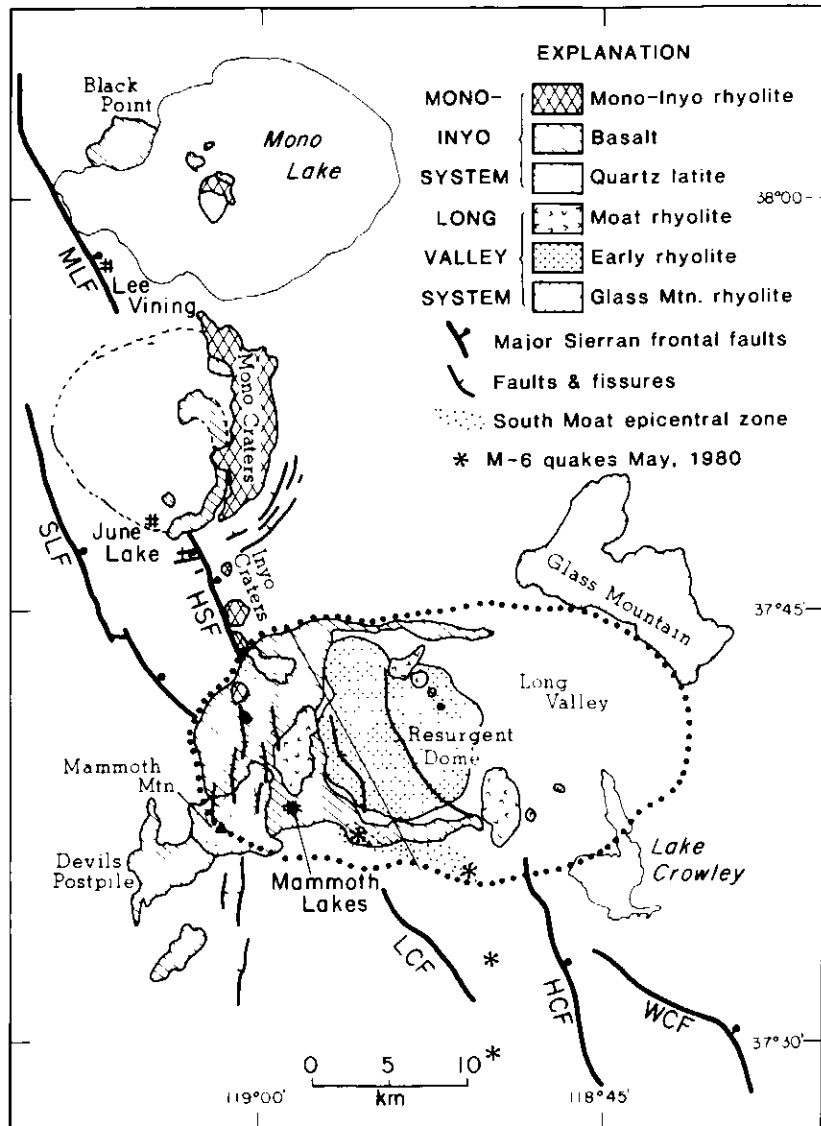 EXPLANATION
MONO- Mono-Inyo rhyolite
INYO Basalt
SYSTEM Quartz latite
LONG Moat rhyolite
VALLEY Early rhyolite
SYSTEM Glass Mtn. rhyolite
Major Sierran frontal faults
Faults & fissures
South Moat epicentral zone
* M-6 quakes May, 1980
Black
Point
Mono
Lake
38°00'
MLF
#
Lee
Vining
Mono Craters
SLF
June #
Lake
HSF
Inyo
Craters
Glass Mountain
37°45'
Long
Valley
Resurgent
Dome
Mammoth
Mtn
Devils
Postpile
Mammoth
Lakes
Lake
Crowley
LCF
HCF
WCF
37°30'
0 5 10
km
119°00'
118°45'